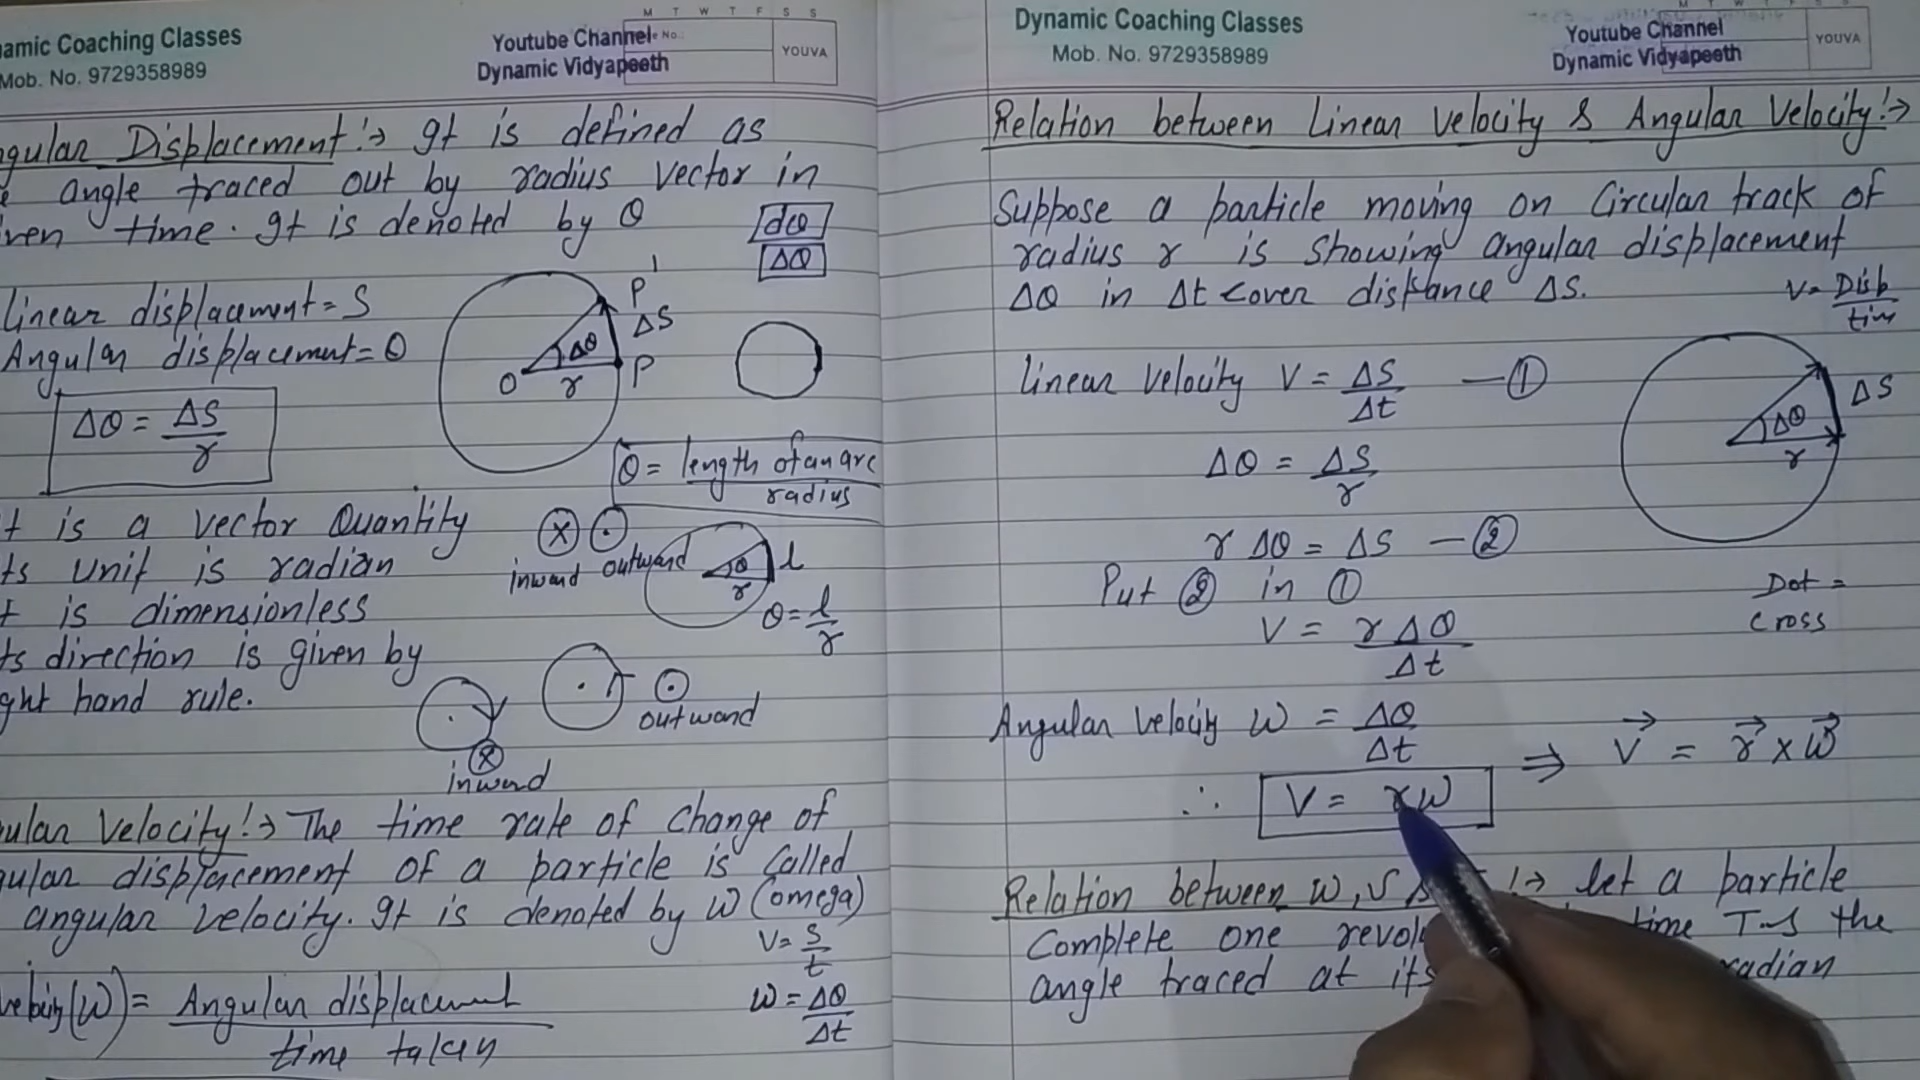 amic Coaching Classes
Mob. No. 9729358989
Youtube Channel
Dynamic Vidyapeeth
M T W T F S S
e No.:
YOUVA
ngular Displacement :→ It is defined as
e angle traced out by radius vector in
iven time. It is denoted by θ
dθ
Δθ
linear displacement = S
Angular displacement = θ
Δθ = ΔS / r
P'
ΔS
Δθ
O
r
P
θ = length of an arc / radius
t is a vector Quantity
ts unit is radian
t is dimensionless
ts direction is given by
ght hand rule.
inward outward
θ
r
l
θ = l / r
outward
inward
ular Velocity :→ The time rate of change of
gular displacement of a particle is called
angular velocity. It is denoted by ω (omega)
V = S / t
(ω) = Angular displacement / time taken
ω = Δθ / Δt
Dynamic Coaching Classes
Mob. No. 9729358989
Youtube Channel
Dynamic Vidyapeeth
YOUVA
Relation between Linear velocity & Angular Velocity :→
Suppose a particle moving on Circular track of
radius r is showing angular displacement
Δθ in Δt cover distance ΔS.
V = Disp / tim
linear velocity V = ΔS / Δt — ①
Δθ = ΔS / r
ΔS
Δθ
r
r Δθ = ΔS — ②
Put ② in ①
Dot =
Cross
V = r Δθ / Δt
Angular velocity ω = Δθ / Δt
∴ V = rω ⇒ V⃗ = r⃗ × ω⃗
Relation between ω, :→ let a particle
Complete one time T-s the
angle traced at its